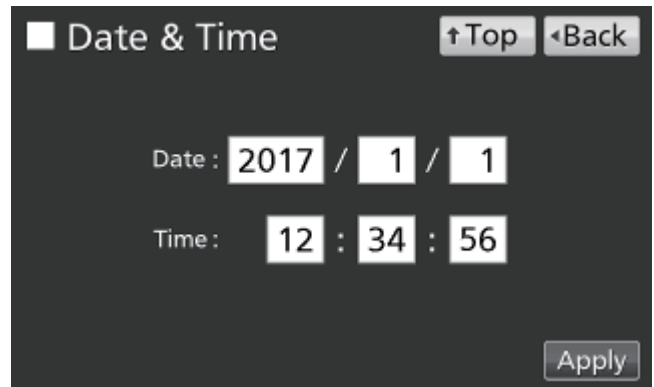 Date & Time ↑Top ◂Back
Date : 2017 / 1 / 1
Time : 12 : 34 : 56
Apply